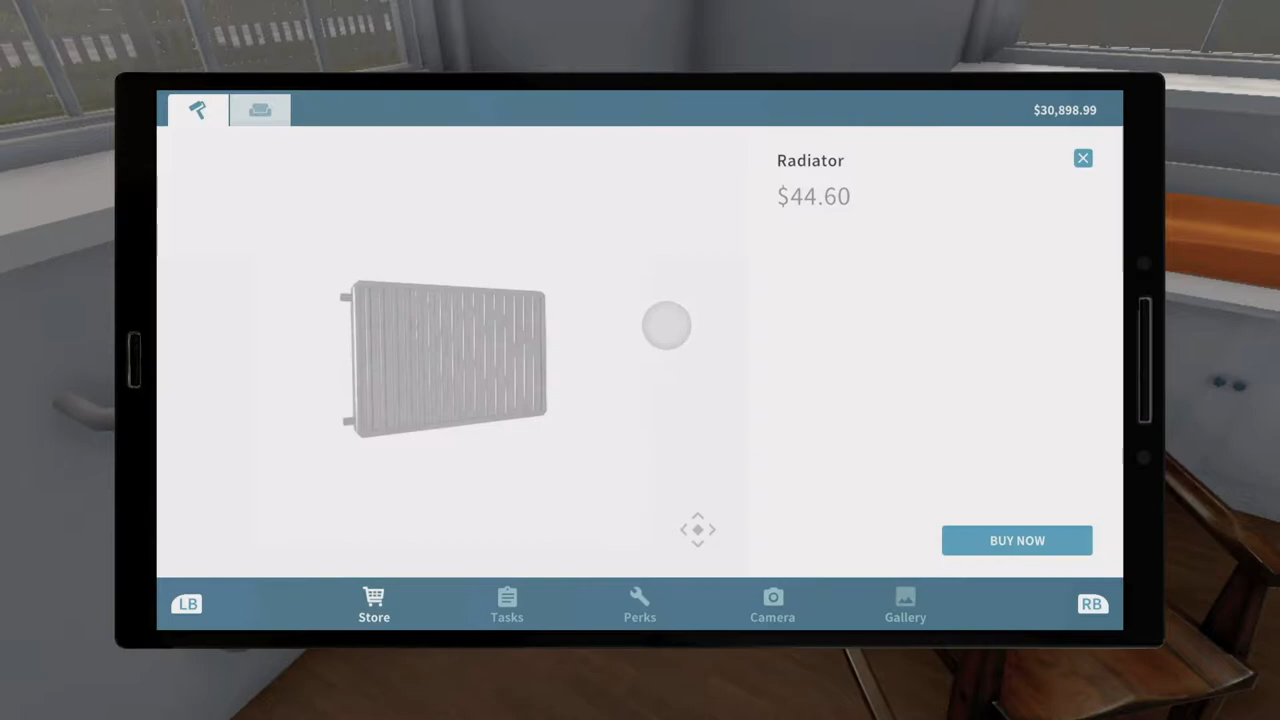 $30,898.99
Radiator
$44.60
BUY NOW
LB
Store
Tasks
Perks
Camera
Gallery
RB